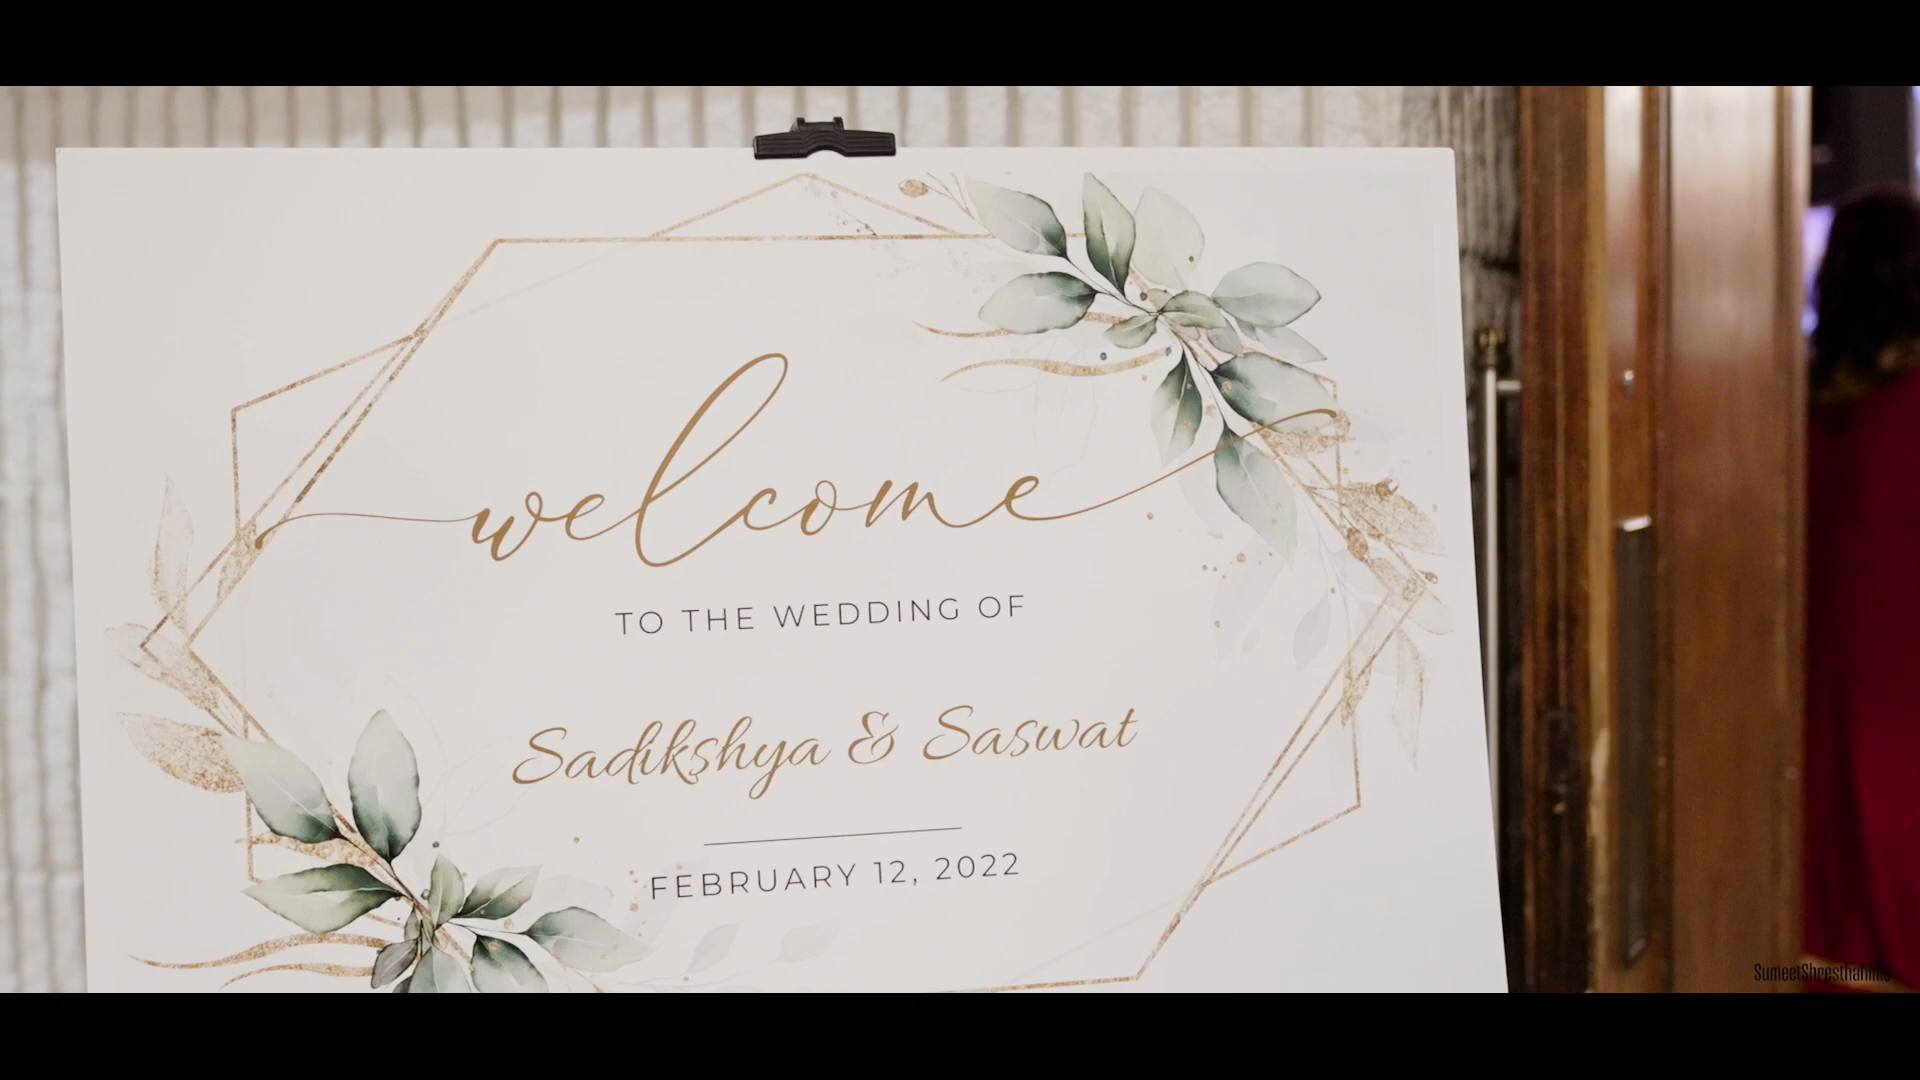 welcome
TO THE WEDDING OF
Sadikshya & Saswat
FEBRUARY 12, 2022
SumeetShresthafilms